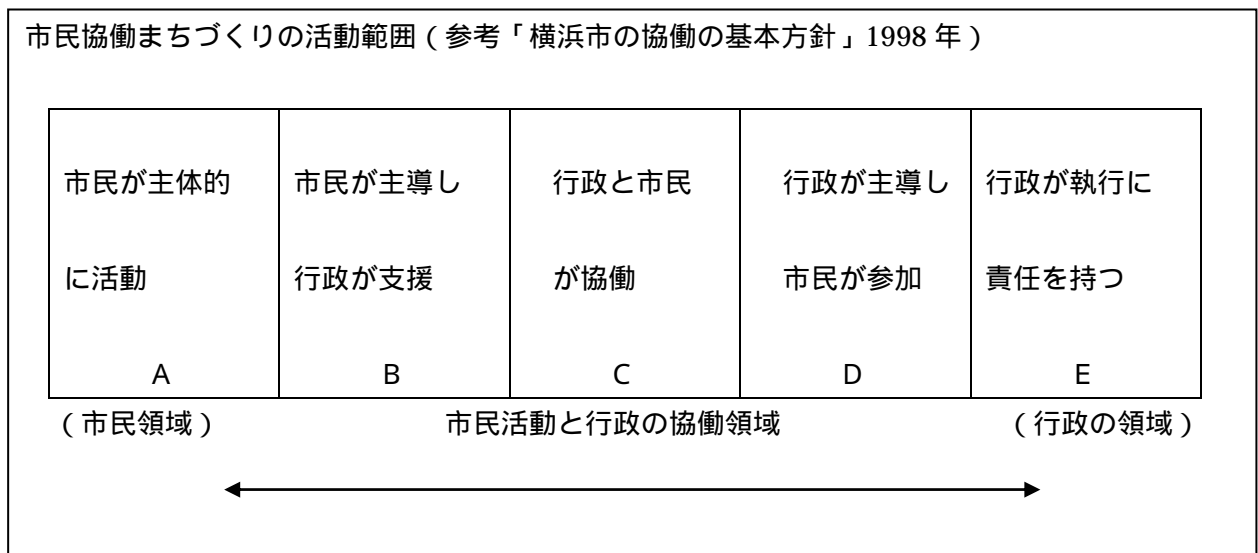 市民協働まちづくりの活動範囲(参考「横浜市の協働の基本方針」1998年)
市民が主体的
に活動
A
市民が主導し
行政が支援
B
行政と市民
が協働
C
行政が主導し
市民が参加
D
行政が執行に
責任を持つ
E
(市民領域)
市民活動と行政の協働領域
(行政の領域)